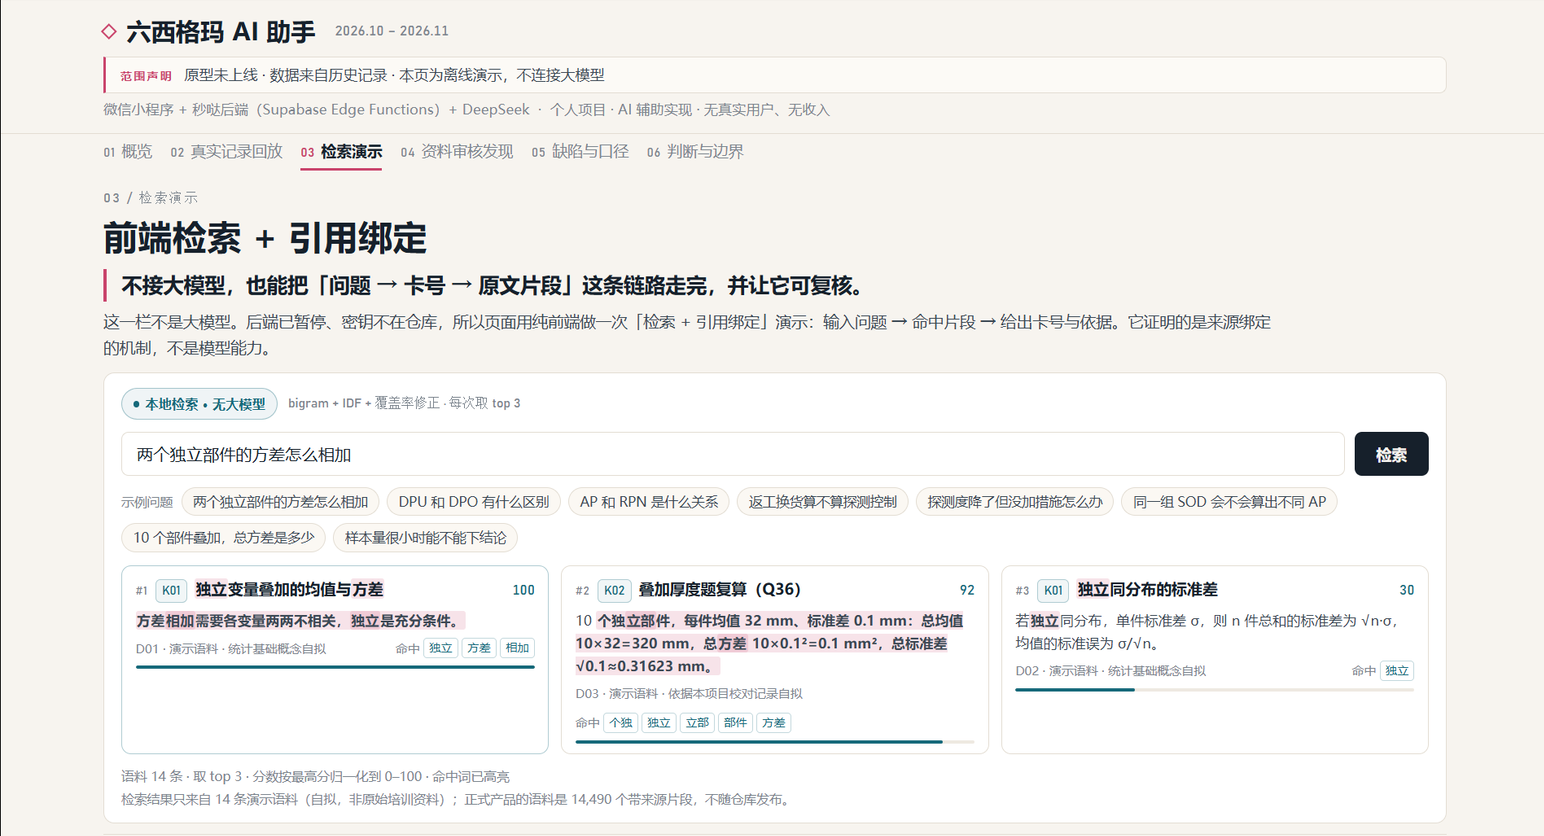 六西格玛 AI 助手 2026.10 – 2026.11
范围声明 原型未上线 · 数据来自历史记录 · 本页为离线演示，不连接大模型
微信小程序 + 秒哒后端（Supabase Edge Functions）+ DeepSeek · 个人项目 · AI 辅助实现 · 无真实用户、无收入
01 概览 02 真实记录回放 03 检索演示 04 资料审核发现 05 缺陷与口径 06 判断与边界
03 / 检索演示
前端检索 + 引用绑定
不接大模型，也能把「问题 → 卡号 → 原文片段」这条链路走完，并让它可复核。
这一栏不是大模型。后端已暂停、密钥不在仓库，所以页面用纯前端做一次「检索 + 引用绑定」演示：输入问题 → 命中片段 → 给出卡号与依据。它证明的是来源绑定
的机制，不是模型能力。
本地检索 • 无大模型 bigram + IDF + 覆盖率修正 · 每次取 top 3
两个独立部件的方差怎么相加 检索
示例问题 两个独立部件的方差怎么相加 DPU 和 DPO 有什么区别 AP 和 RPN 是什么关系 返工换货算不算探测控制 探测度降了但没加措施怎么办 同一组 SOD 会不会算出不同 AP
10 个部件叠加，总方差是多少 样本量很小时能不能下结论
#1 K01 独立变量叠加的均值与方差 100
方差相加需要各变量两两不相关，独立是充分条件。
D01 · 演示语料 · 统计基础概念自拟 命中 独立 方差 相加
#2 K02 叠加厚度题复算（Q36） 92
10 个独立部件，每件均值 32 mm、标准差 0.1 mm：总均值
10×32=320 mm，总方差 10×0.1²=0.1 mm²，总标准差
√0.1≈0.31623 mm。
D03 · 演示语料 · 依据本项目校对记录自拟
命中 个独 独立 立部 部件 方差
#3 K01 独立同分布的标准差 30
若独立同分布，单件标准差 σ，则 n 件总和的标准差为 √n·σ，
均值的标准误为 σ/√n。
D02 · 演示语料 · 统计基础概念自拟 命中 独立
语料 14 条 · 取 top 3 · 分数按最高分归一化到 0–100 · 命中词已高亮
检索结果只来自 14 条演示语料（自拟，非原始培训资料）；正式产品的语料是 14,490 个带来源片段，不随仓库发布。